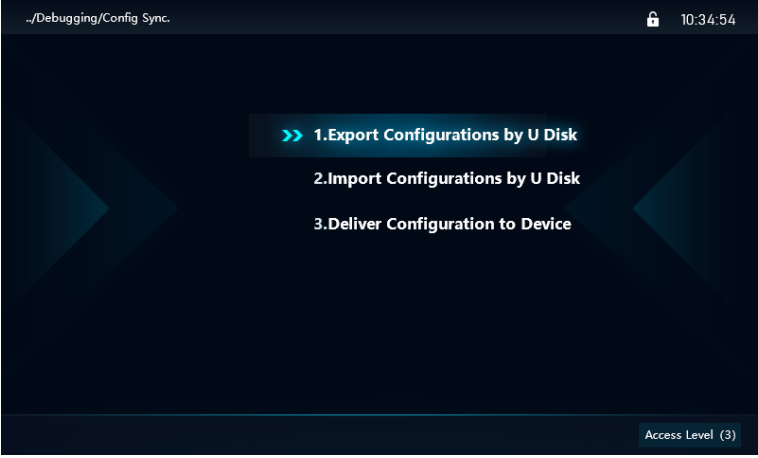 ../Debugging/Config Sync.
10:34:54
1.Export Configurations by U Disk
2.Import Configurations by U Disk
3.Deliver Configuration to Device
Access Level (3)